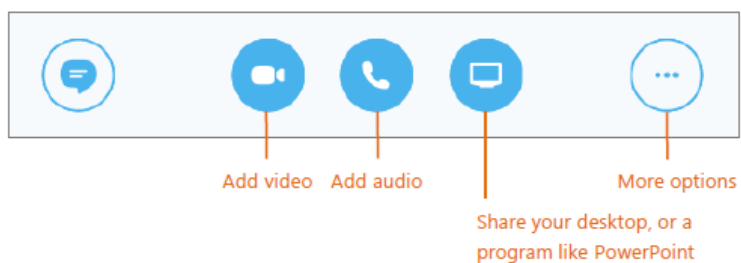 Add video
Add audio
More options
Share your desktop, or a
program like PowerPoint